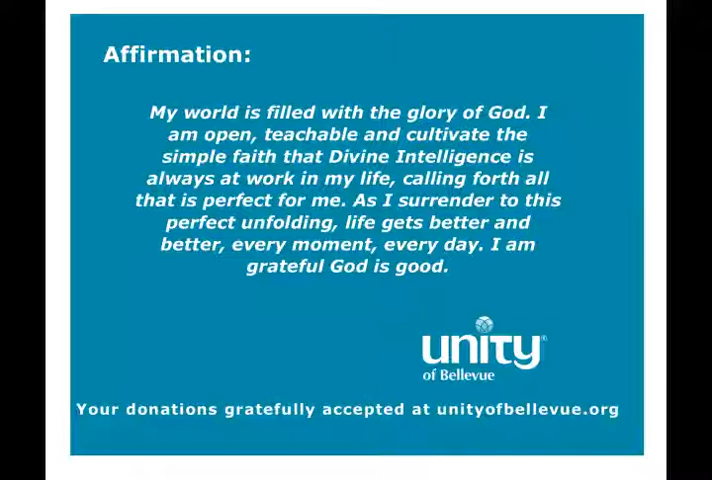 Affirmation:
My world is filled with the glory of God. I
am open, teachable and cultivate the
simple faith that Divine Intelligence is
always at work in my life, calling forth all
that is perfect for me. As I surrender to this
perfect unfolding, life gets better and
better, every moment, every day. I am
grateful God is good.
unity®
of Bellevue
Your donations gratefully accepted at unityofbellevue.org